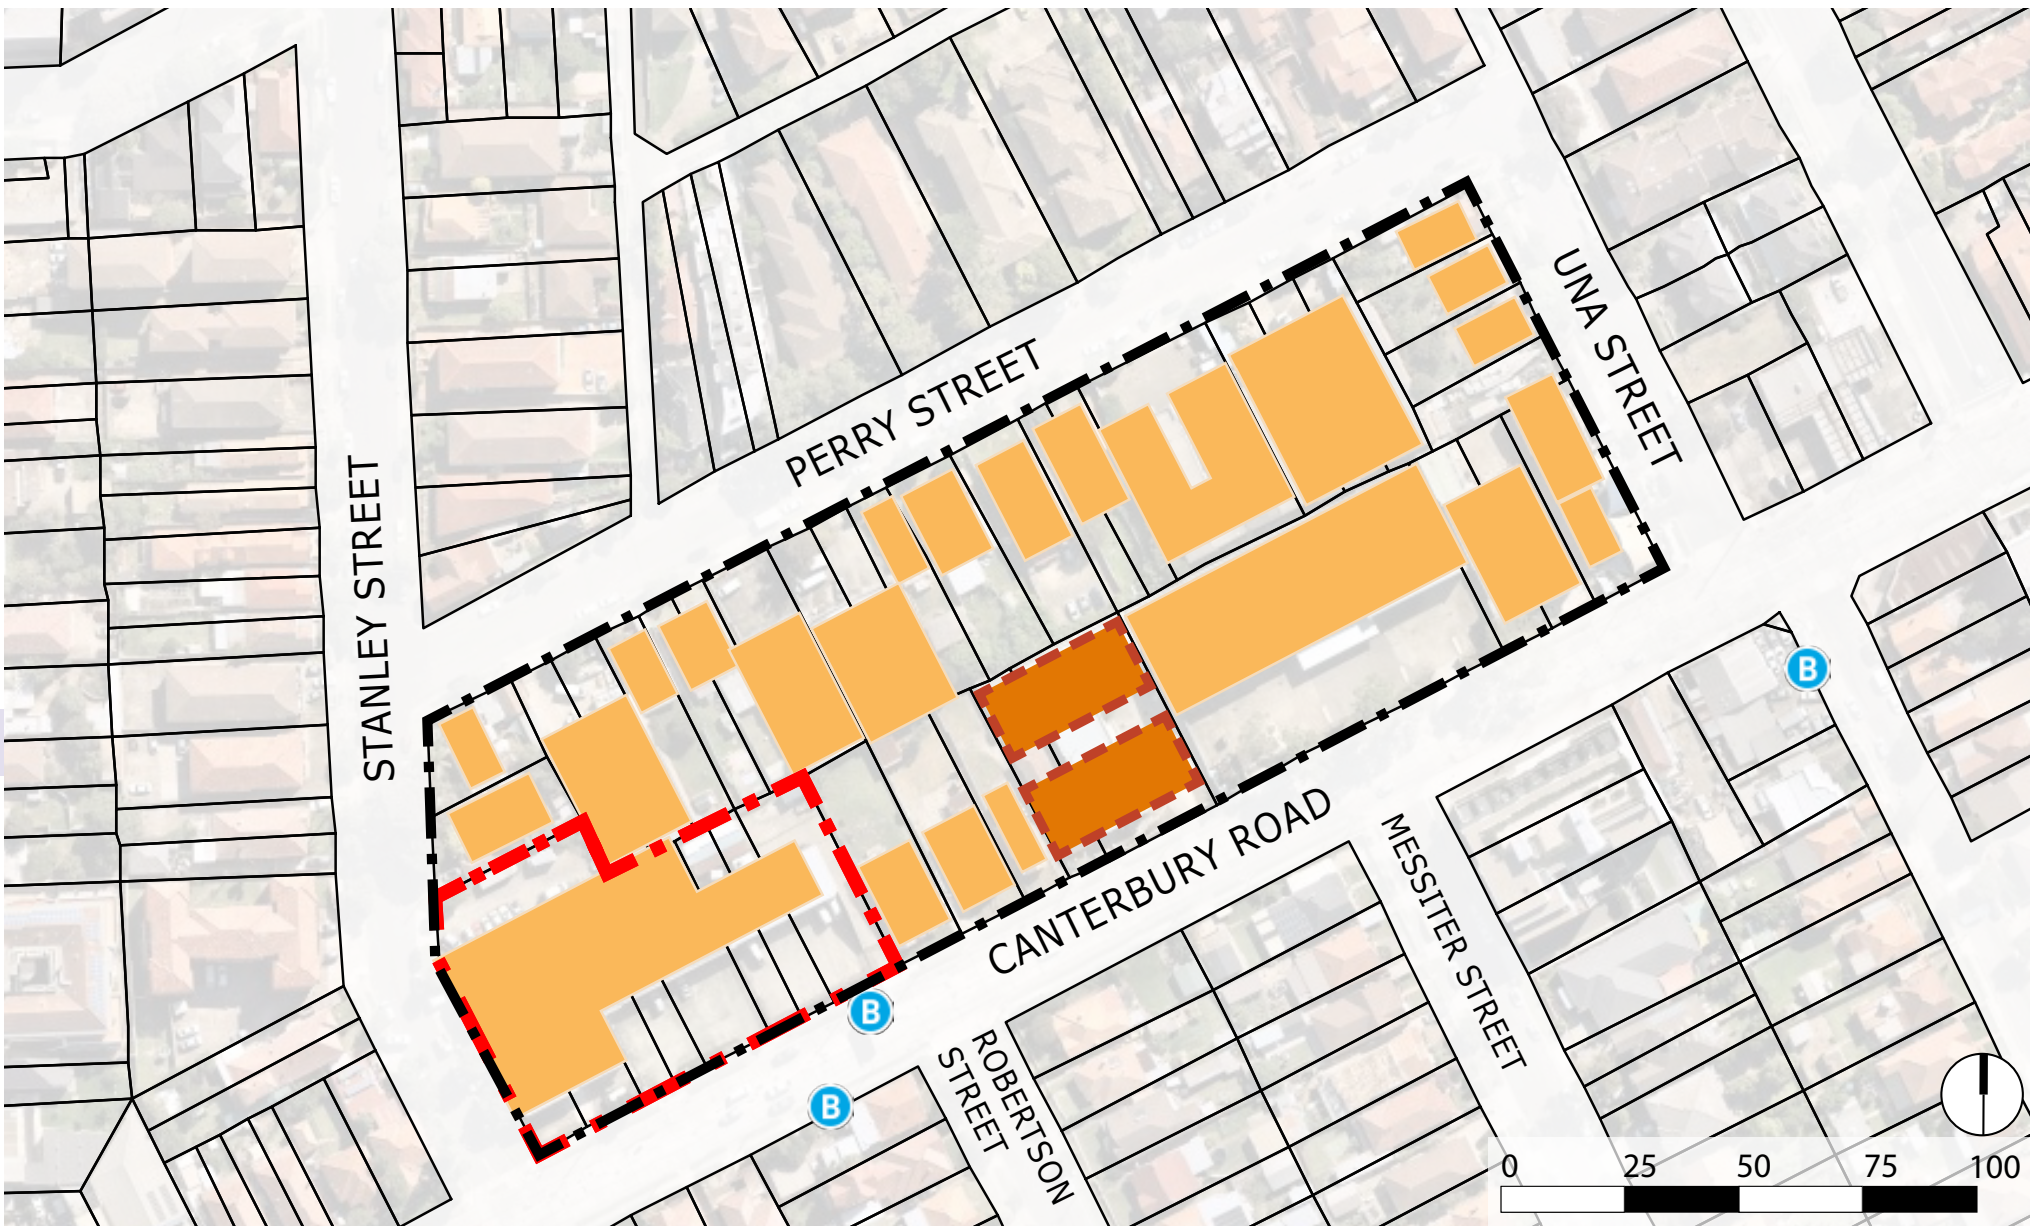 PERRY STREET
UNA STREET
STANLEY STREET
B
CANTERBURY ROAD
MESSITER STREET
B
B
ROBERTSON
STREET
0 25 50 75 100